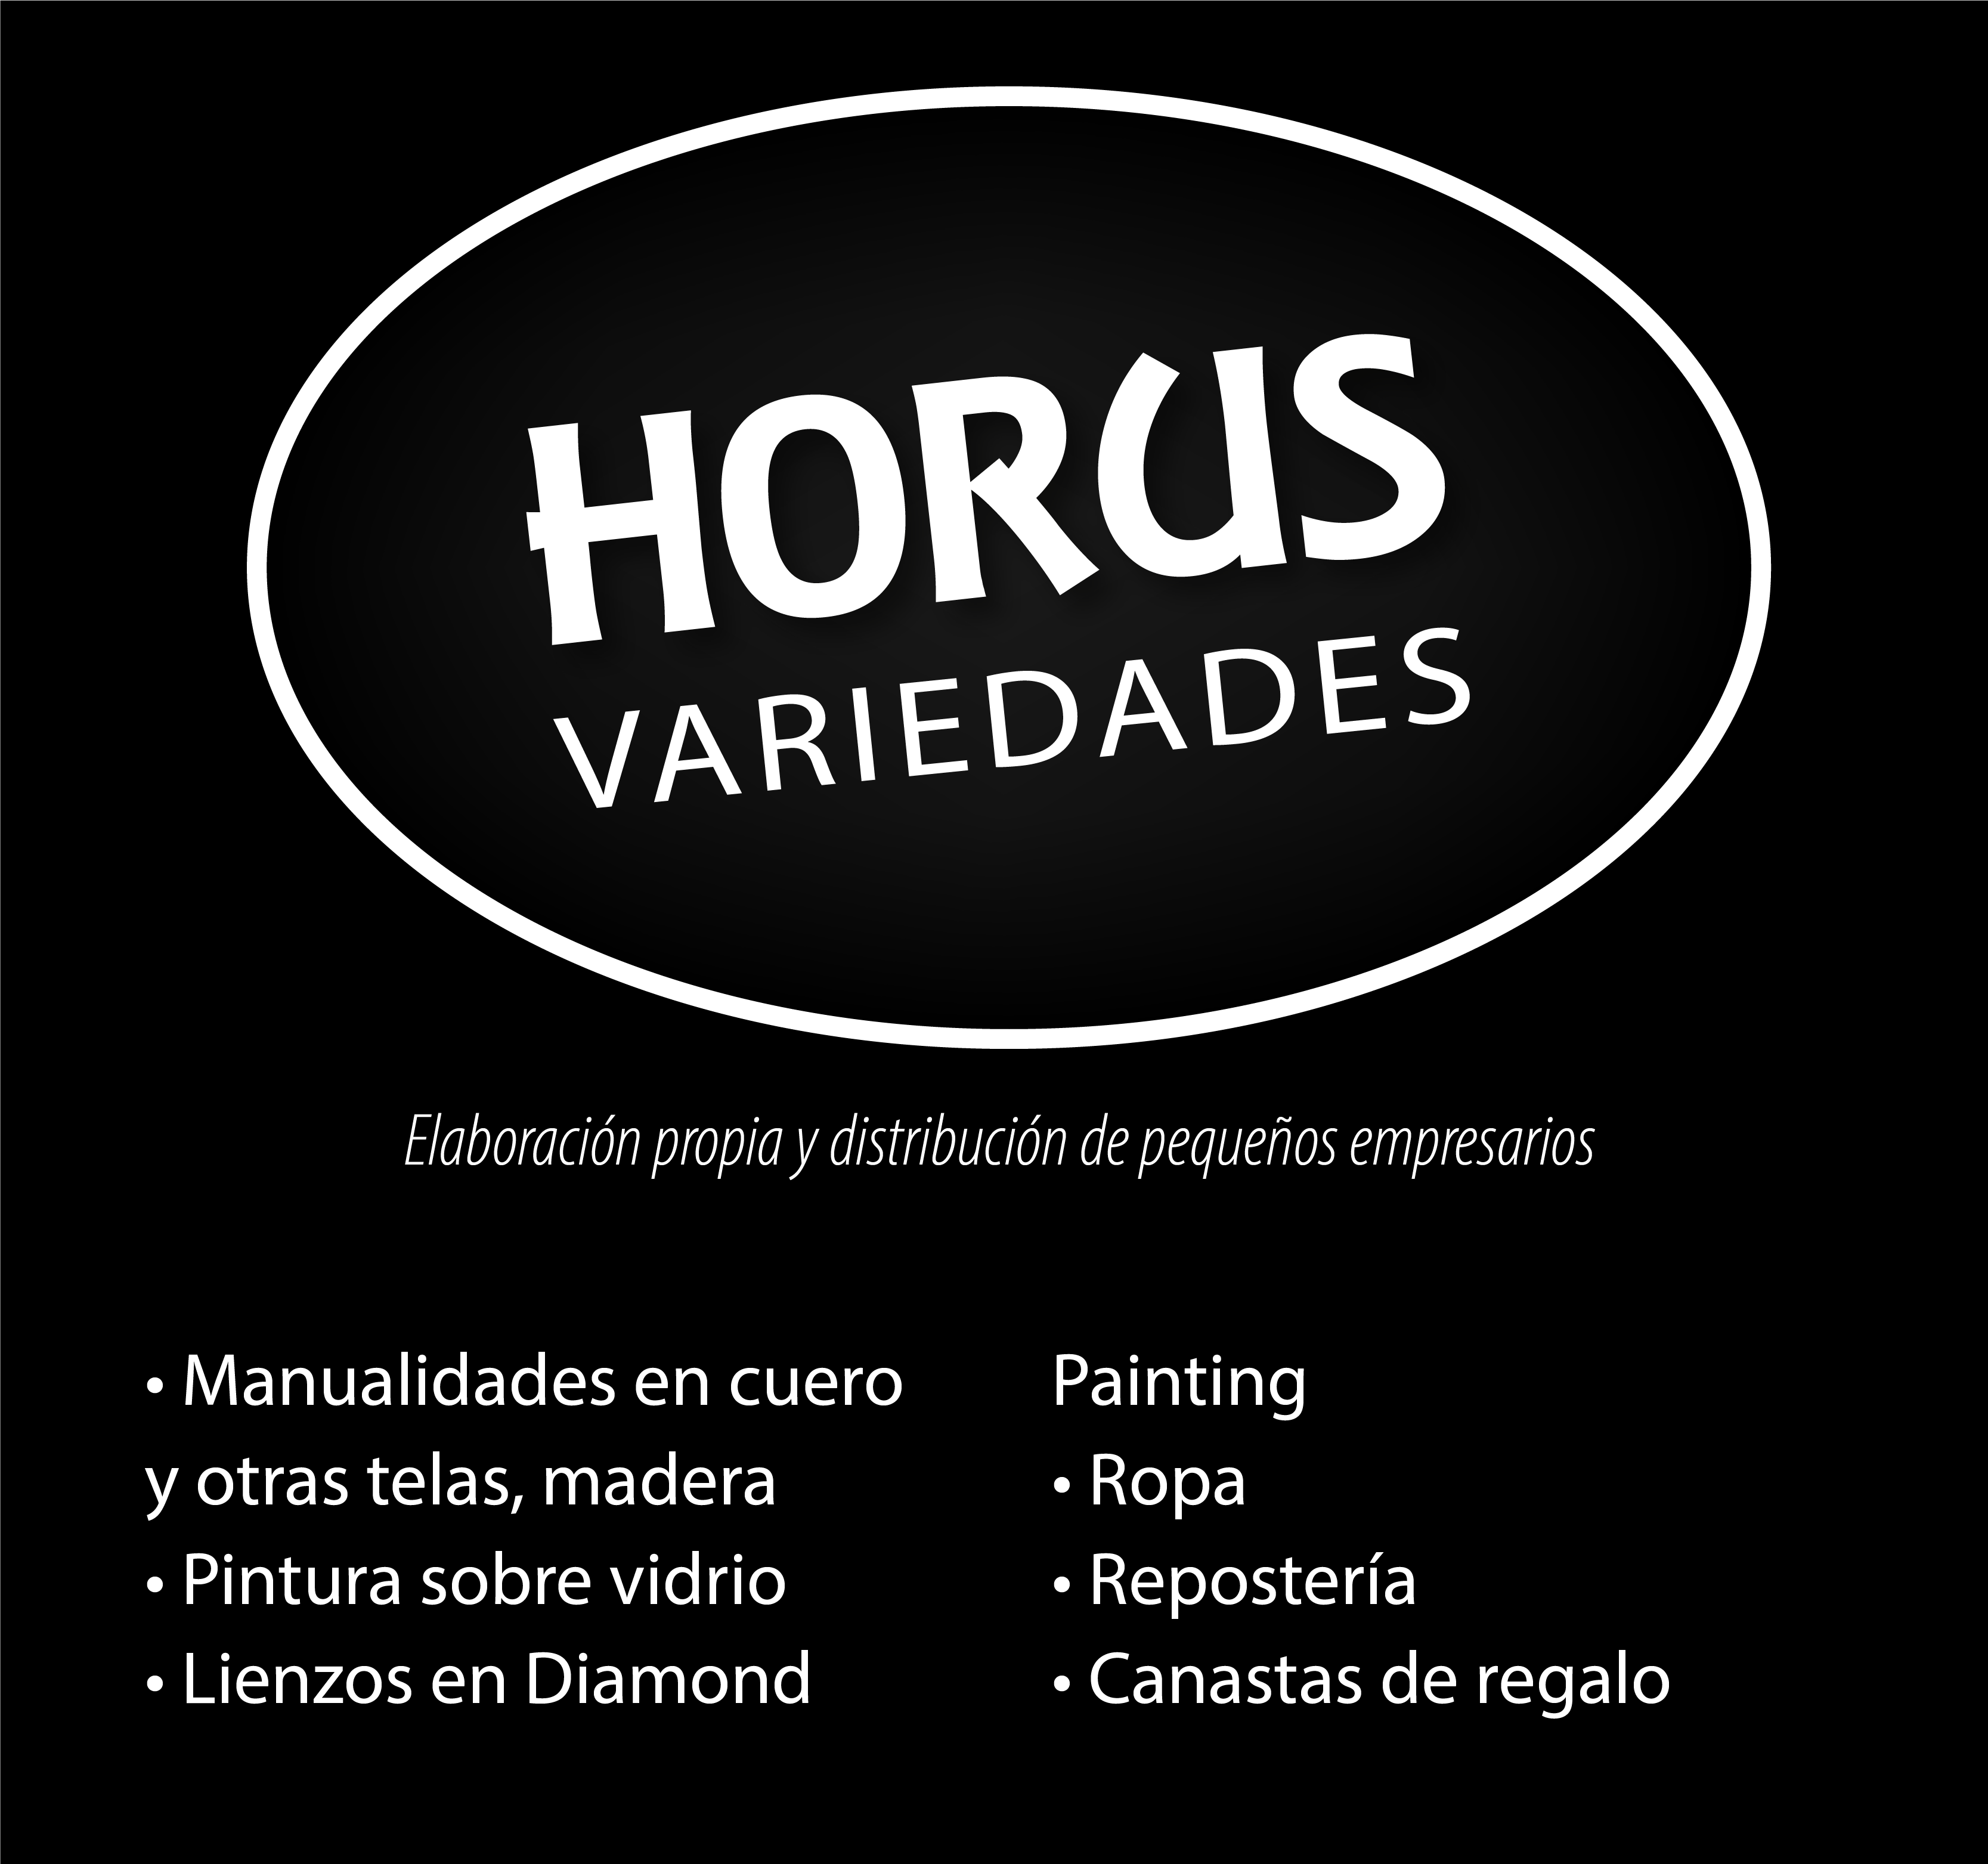 HORUS
VARIEDADES
Elaboración propia y distribución de pequeños empresarios
• Manualidades en cuero
y otras telas, madera
• Pintura sobre vidrio
• Lienzos en Diamond
Painting
• Ropa
• Repostería
• Canastas de regalo